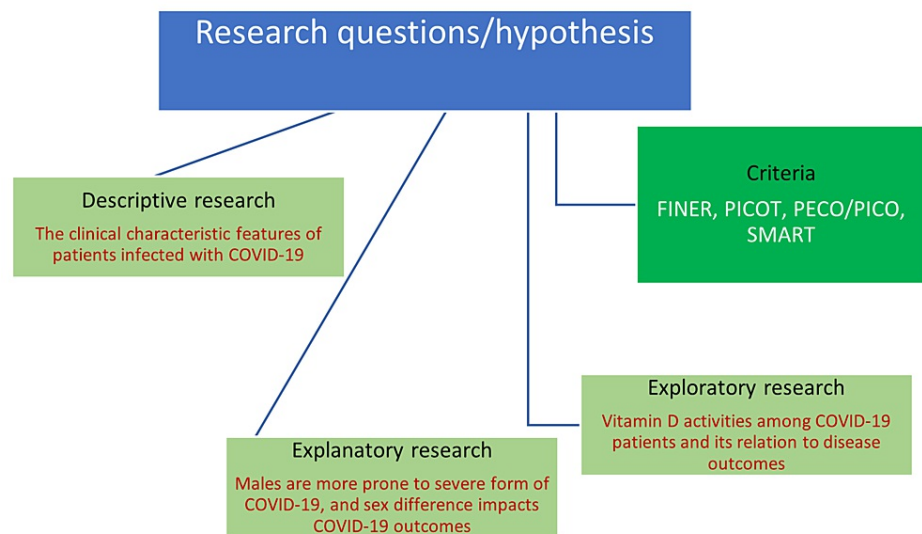 Research questions/hypothesis
Descriptive research
The clinical characteristic features of
patients infected with COVID-19
Criteria
FINER, PICOT, PECO/PICO,
SMART
Explanatory research
Males are more prone to severe form of
COVID-19, and sex difference impacts
COVID-19 outcomes
Exploratory research
Vitamin D activities among COVID-19
patients and its relation to disease
outcomes